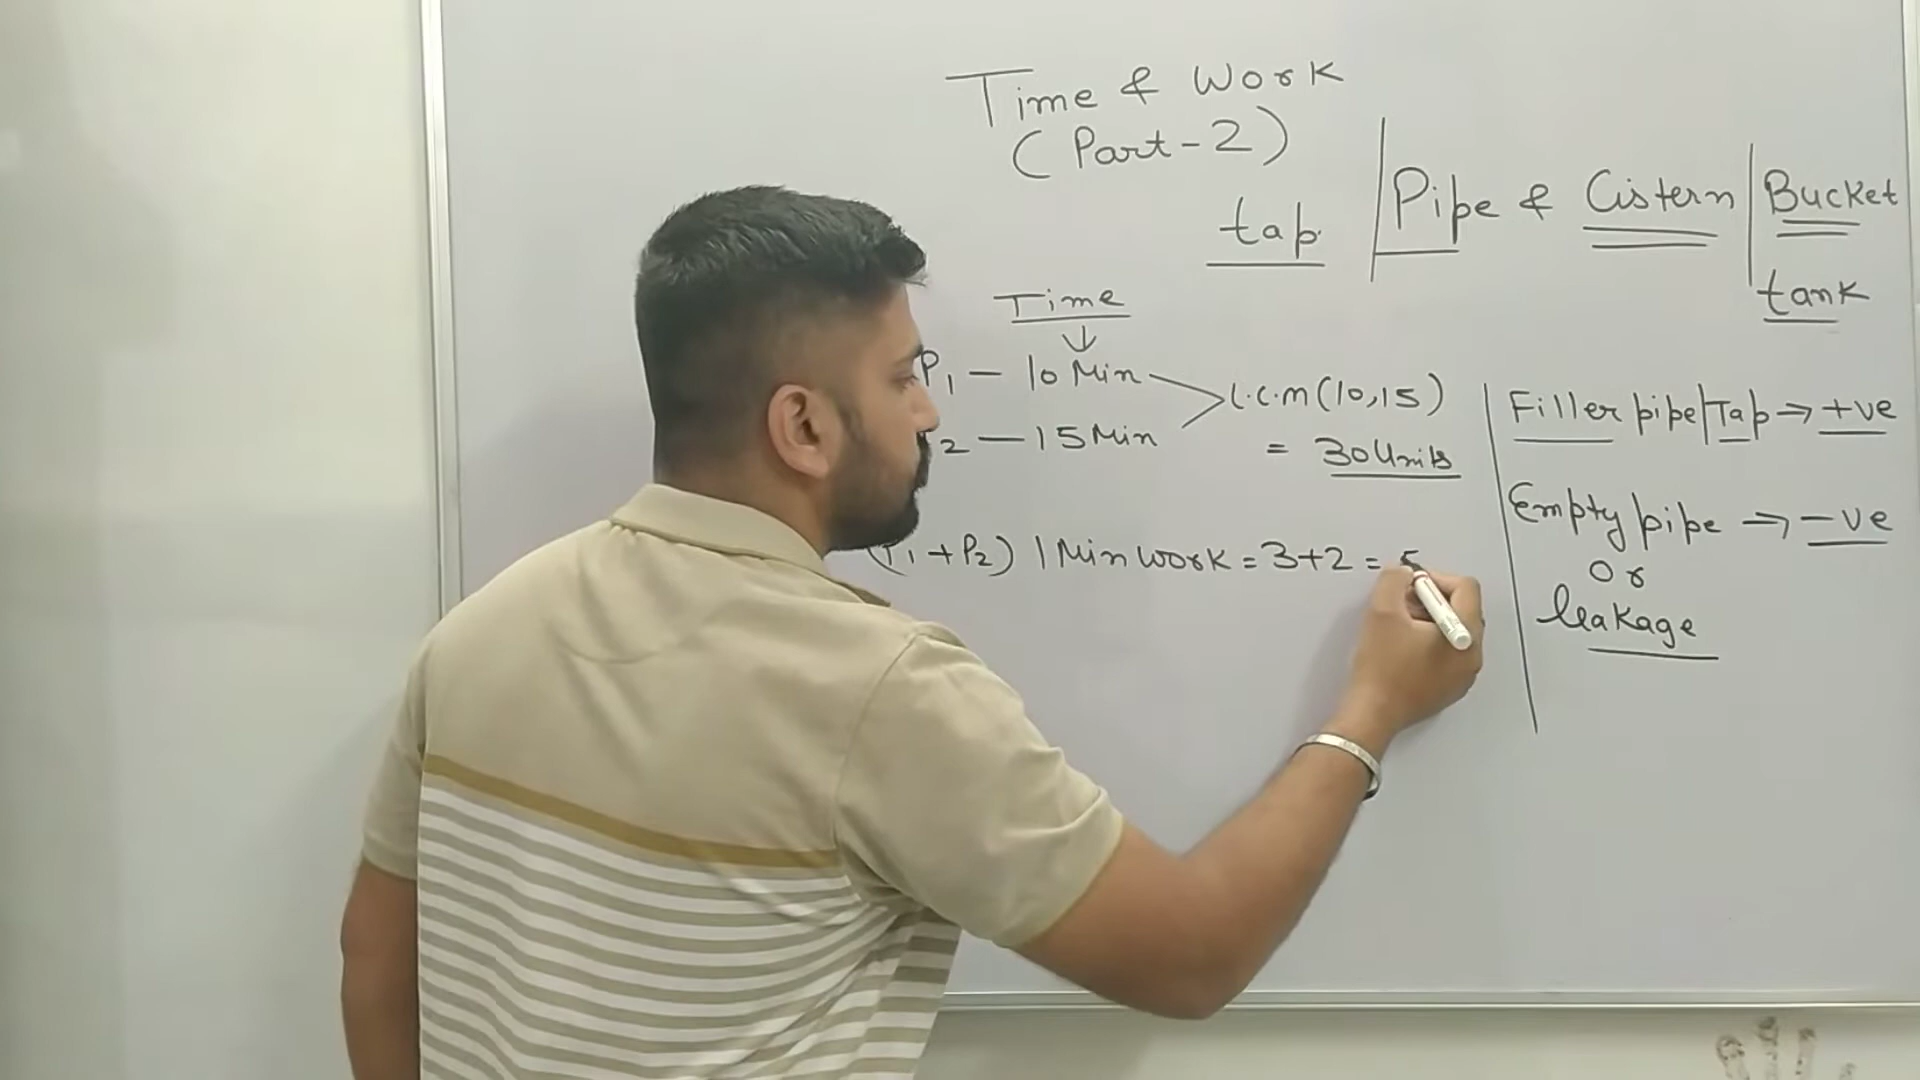 Time & Work
(Part-2)
tap | Pipe & Cistern | Bucket
tank
Time
↓
P1 — 10 Min
2 — 15 Min
L.C.M (10,15)
= 30 Units
(P1 + P2) 1 Min Work = 3+2 = 5
Filler pipe/Tap → +ve
Empty pipe → -ve
Or
leakage